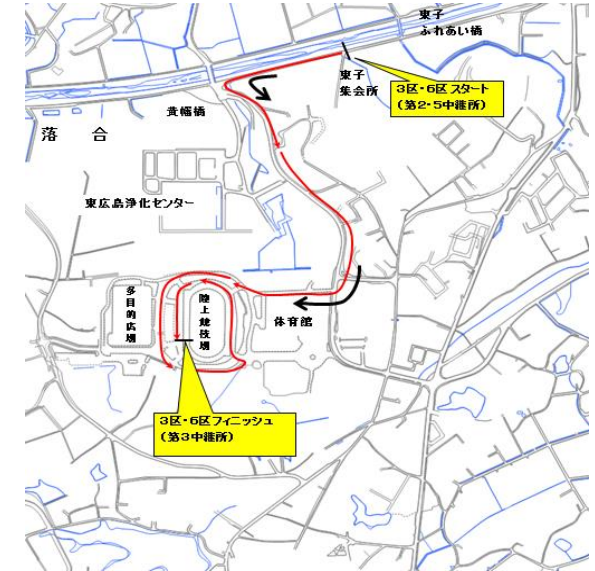 東子
ふれあい橋
東子
集会所
3区・6区 スタート
(第2・5中継所)
黄幡橋
落 合
東広島浄化センター
多目的広場
陸上競技場
体育館
3区・6区フィニッシュ
(第3中継所)